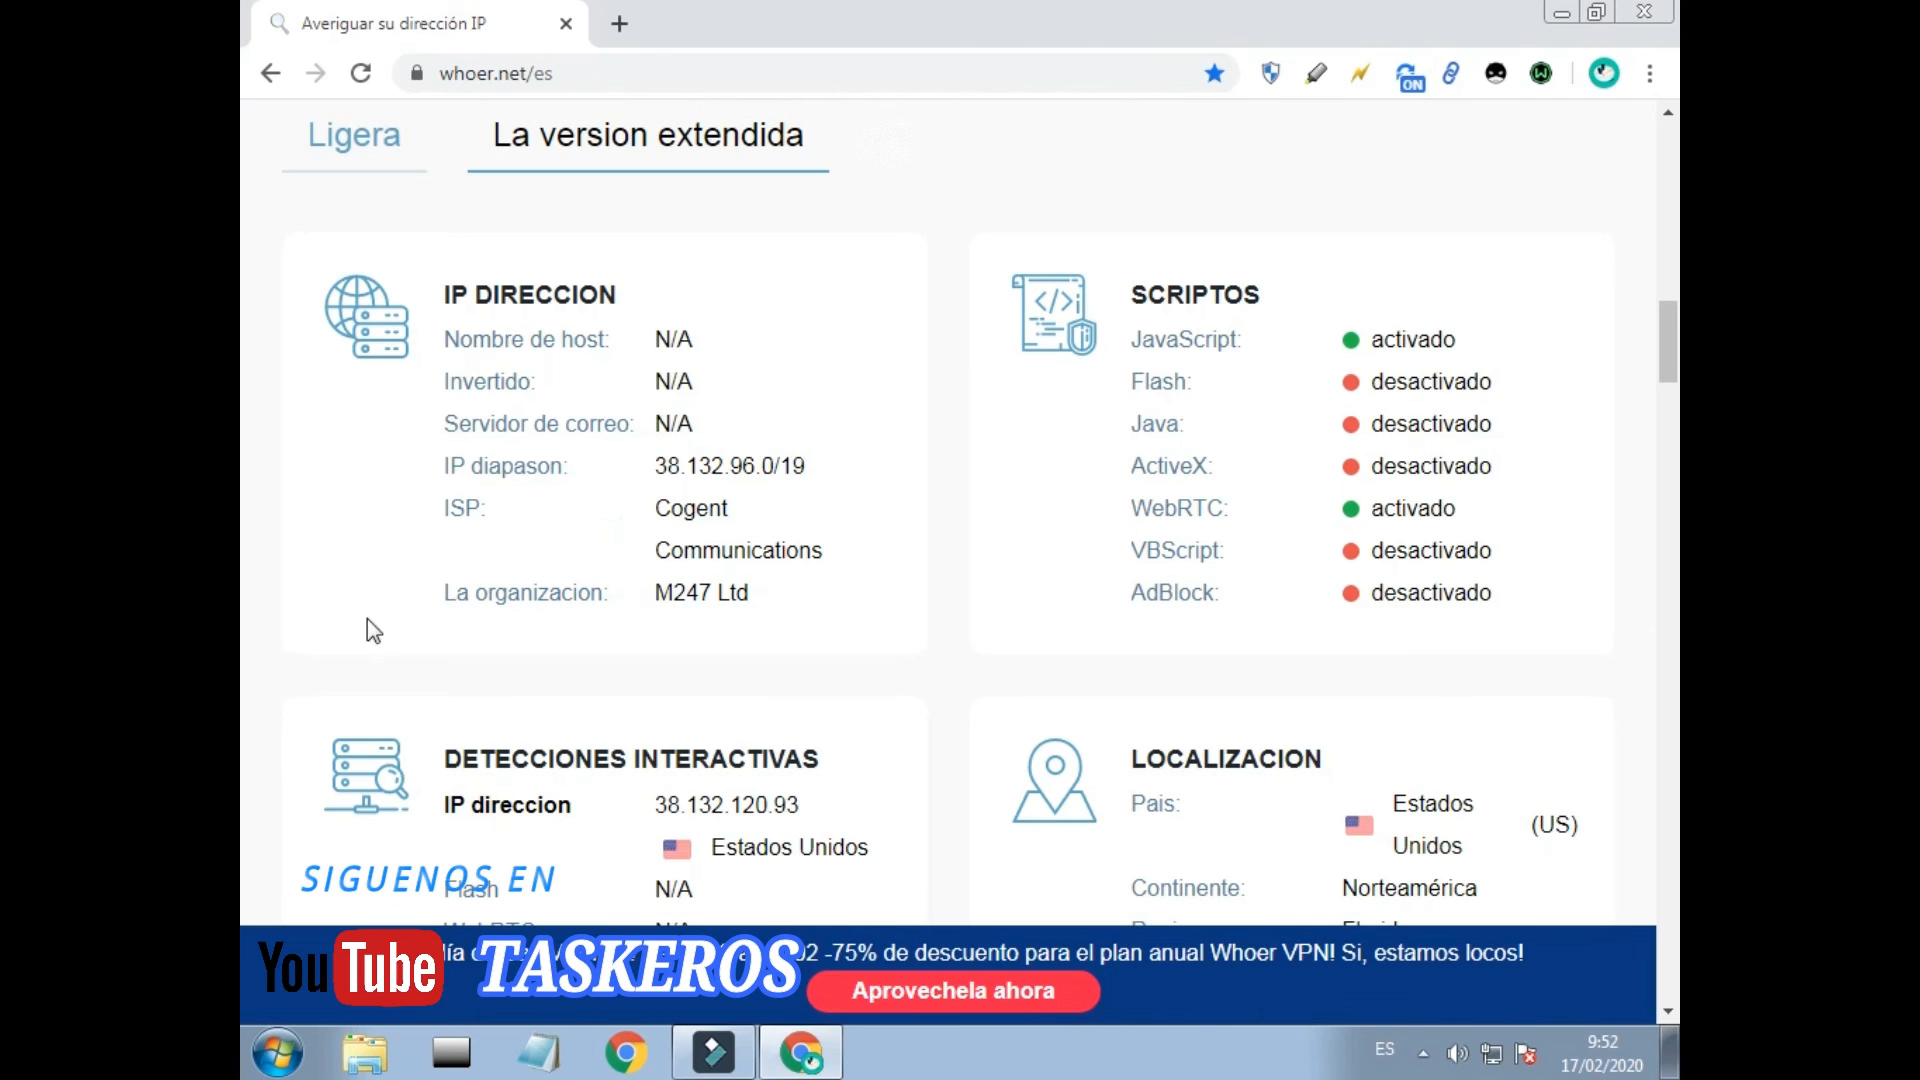 Averiguar su dirección IP
whoer.net/es
ON
Ligera
La version extendida
IP DIRECCION
Nombre de host: N/A
Invertido: N/A
Servidor de correo: N/A
IP diapason: 38.132.96.0/19
ISP: Cogent
Communications
La organizacion: M247 Ltd
SCRIPTOS
JavaScript: activado
Flash: desactivado
Java: desactivado
ActiveX: desactivado
WebRTC: activado
VBScript: desactivado
AdBlock: desactivado
DETECCIONES INTERACTIVAS
IP direccion 38.132.120.93
Estados Unidos
Flash N/A
LOCALIZACION
Pais: Estados
Unidos (US)
Continente: Norteamérica
SIGUENOS EN
YouTube TASKEROS
-75% de descuento para el plan anual Whoer VPN! Si, estamos locos!
Aprovechela ahora
ES
9:52
17/02/2020